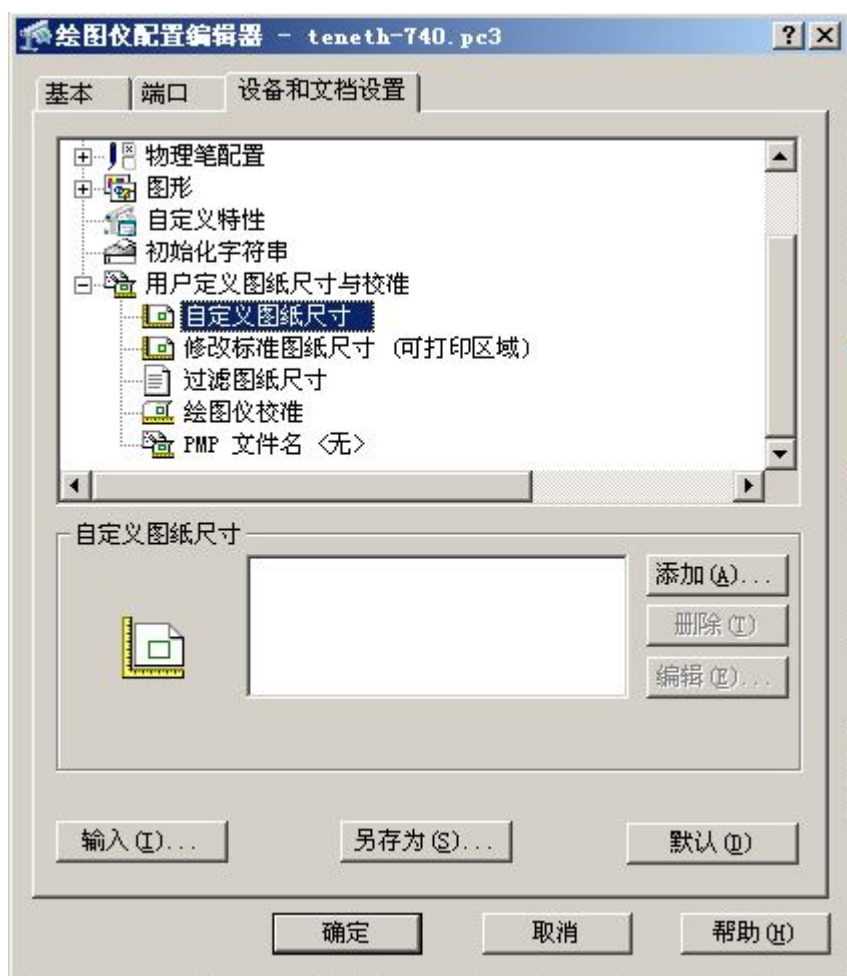 绘图仪配置编辑器 - teneth-740.pc3
基本 端口 设备和文档设置
物理笔配置
图形
自定义特性
初始化字符串
用户定义图纸尺寸与校准
自定义图纸尺寸
修改标准图纸尺寸 (可打印区域)
过滤图纸尺寸
绘图仪校准
PMP 文件名 <无>
自定义图纸尺寸
添加(A)...
删除(T)
编辑(E)...
输入(I)... 另存为(S)... 默认(D)
确定 取消 帮助(H)